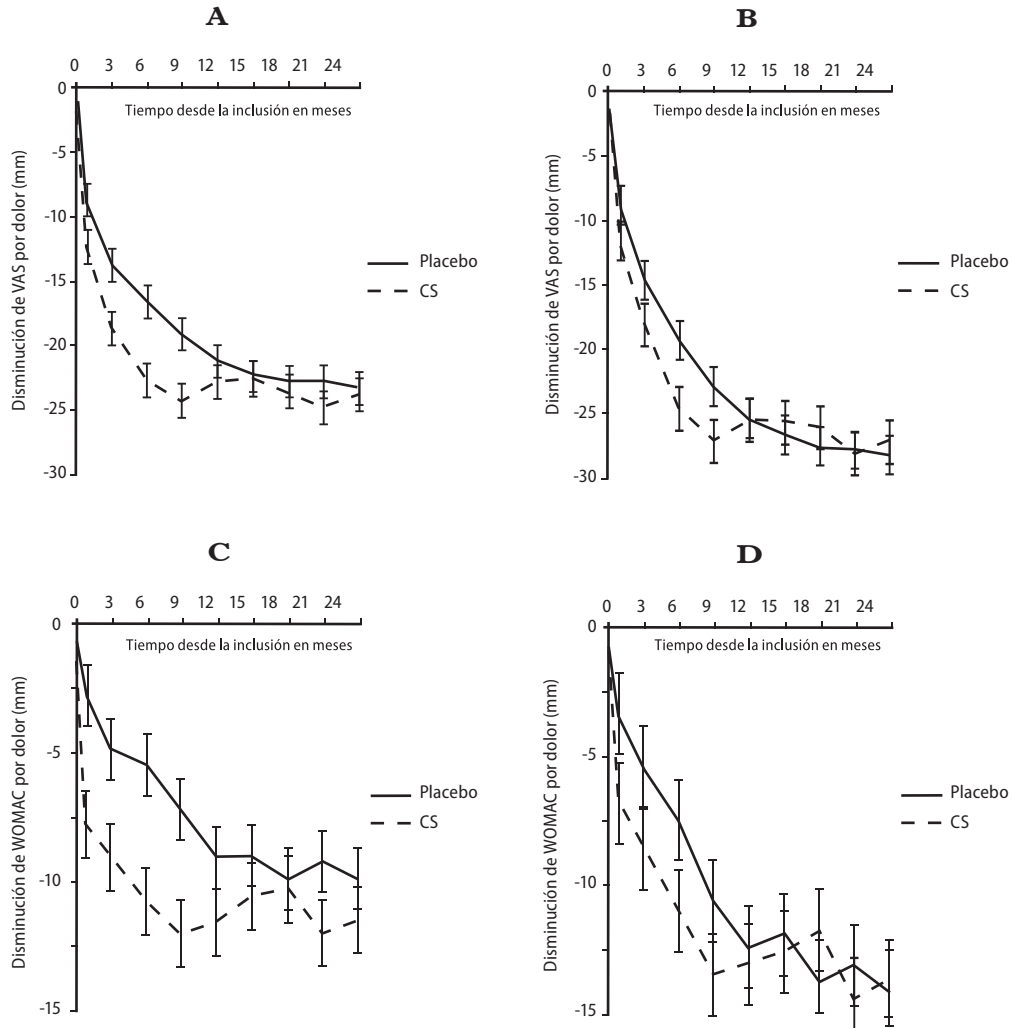 A
0 3 6 9 12 15 18 21 24
Tiempo desde la inclusión en meses
0
-5
-10
-15
-20
-25
-30
Disminución de VAS por dolor (mm)
Placebo
CS
B
0 3 6 9 12 15 18 21 24
Tiempo desde la inclusión en meses
0
-5
-10
-15
-20
-25
-30
Disminución de VAS por dolor (mm)
Placebo
CS
C
0 3 6 9 12 15 18 21 24
Tiempo desde la inclusión en meses
0
-5
-10
-15
Disminución de WOMAC por dolor (mm)
Placebo
CS
D
0 3 6 9 12 15 18 21 24
Tiempo desde la inclusión en meses
0
-5
-10
-15
Disminución de WOMAC por dolor (mm)
Placebo
CS